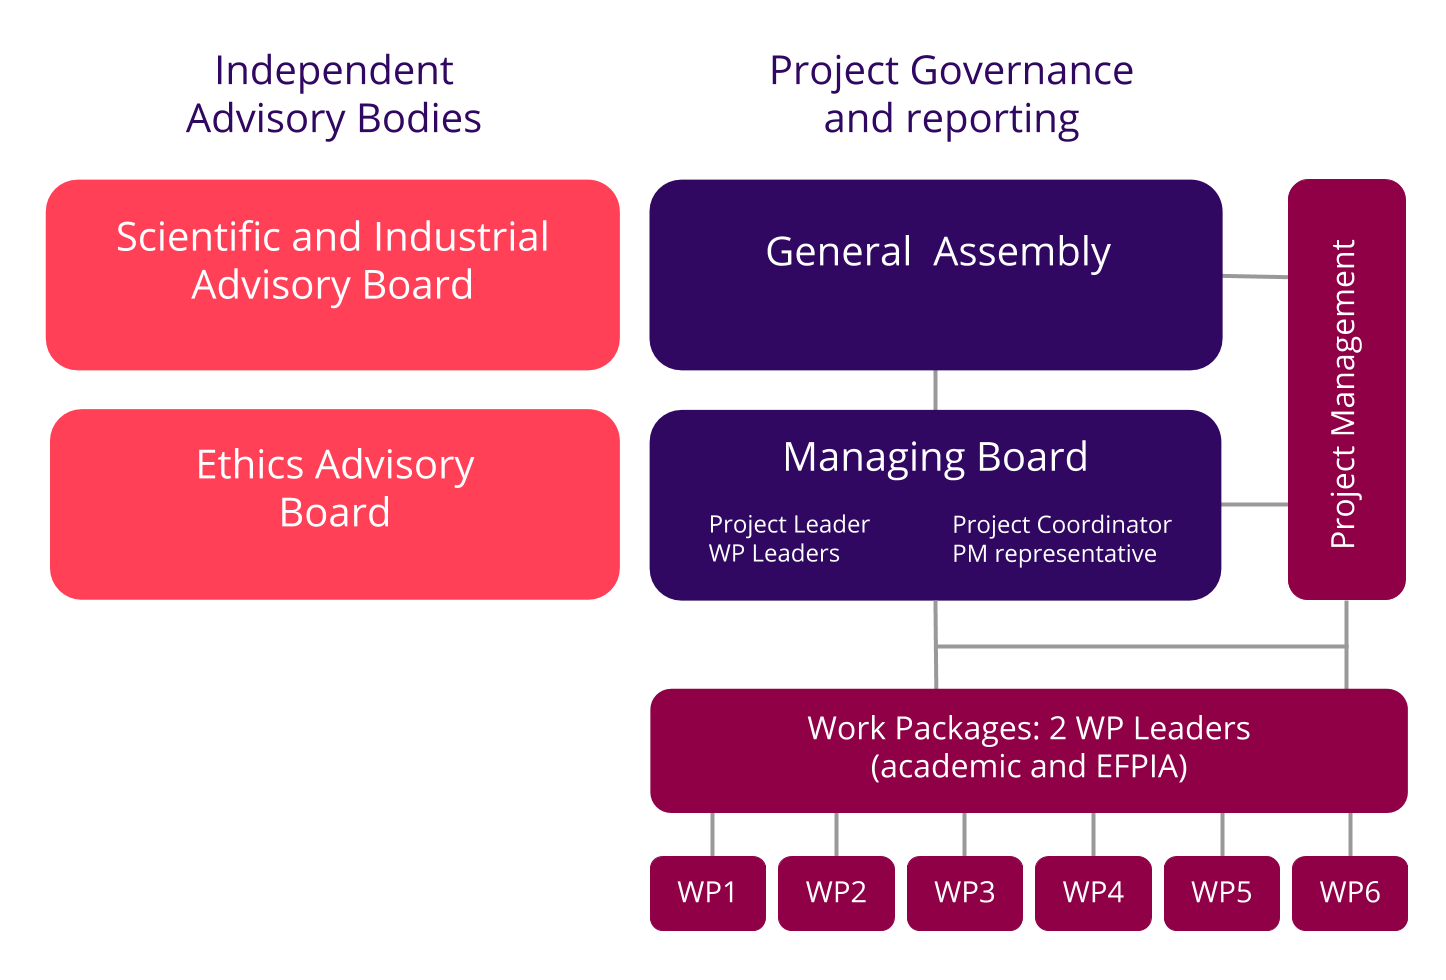 Independent
Advisory Bodies
Project Governance
and reporting
Scientific and Industrial
Advisory Board
General Assembly
Project Management
Ethics Advisory
Board
Managing Board
Project Leader
WP Leaders
Project Coordinator
PM representative
Work Packages: 2 WP Leaders
(academic and EFPIA)
WP1
WP2
WP3
WP4
WP5
WP6